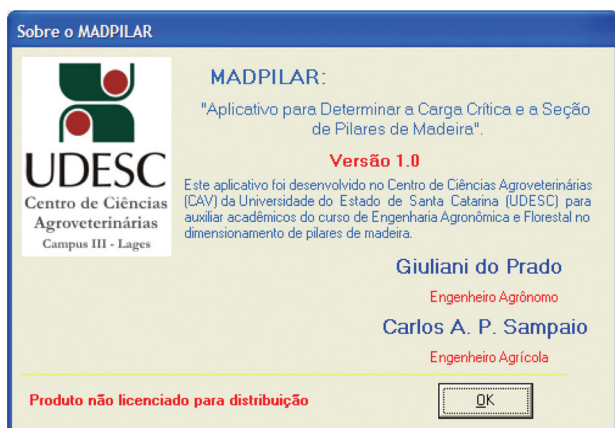 Sobre o MADPILAR
UDESC
Centro de Ciências
Agroveterinárias
Campus III - Lages
MADPILAR:
"Aplicativo para Determinar a Carga Crítica e a Seção
de Pilares de Madeira".
Versão 1.0
Este aplicativo foi desenvolvido no Centro de Ciências Agroveterinárias
(CAV) da Universidade do Estado de Santa Catarina (UDESC) para
auxiliar acadêmicos do curso de Engenharia Agronômica e Florestal no
dimensionamento de pilares de madeira.
Giuliani do Prado
Engenheiro Agrônomo
Carlos A. P. Sampaio
Engenheiro Agrícola
Produto não licenciado para distribuição
OK